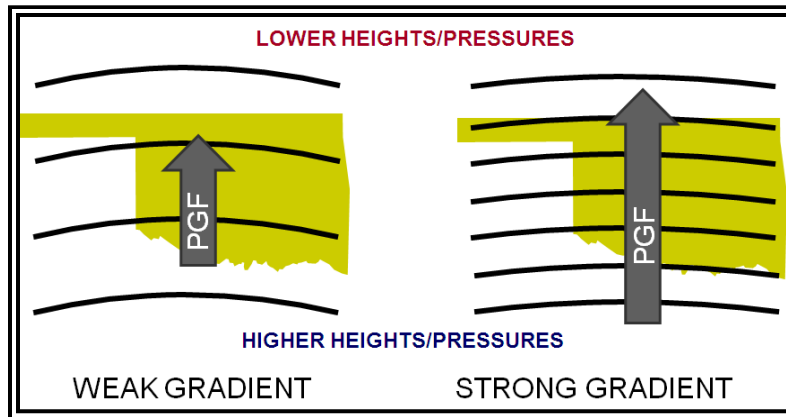 LOWER HEIGHTS/PRESSURES
PGF
PGF
HIGHER HEIGHTS/PRESSURES
WEAK GRADIENT
STRONG GRADIENT